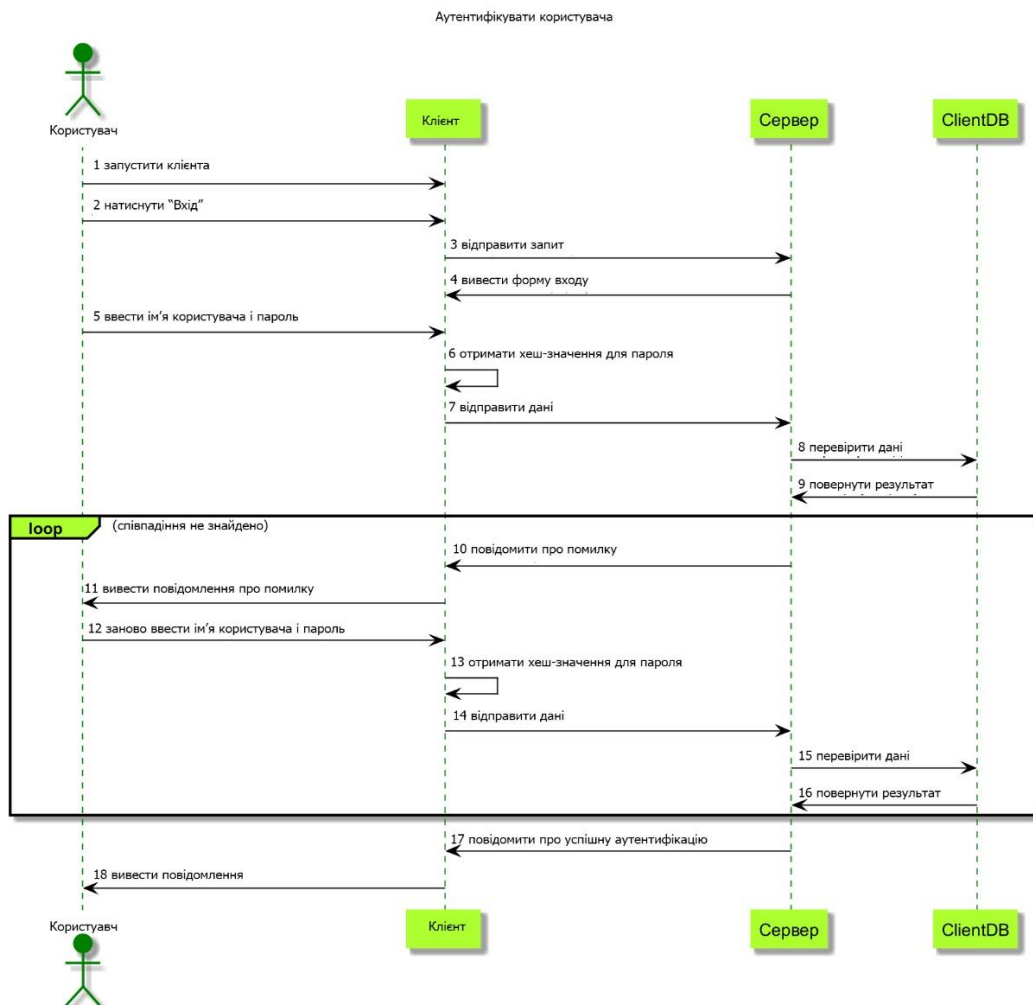 Аутентифікувати користувача
Користувач
Клієнт
Сервер
ClientDB
1 запустити клієнта
2 натиснути “Вхід”
3 відправити запит
4 вивести форму входу
5 ввести ім’я користувача і пароль
6 отримати хеш-значення для пароля
7 відправити дані
8 перевірити дані
9 повернути результат
loop
(співпадіння не знайдено)
10 повідомити про помилку
11 вивести повідомлення про помилку
12 заново ввести ім’я користувача і пароль
13 отримати хеш-значення для пароля
14 відправити дані
15 перевірити дані
16 повернути результат
17 повідомити про успішну аутентифікацію
18 вивести повідомлення
Користуавч
Клієнт
Сервер
ClientDB